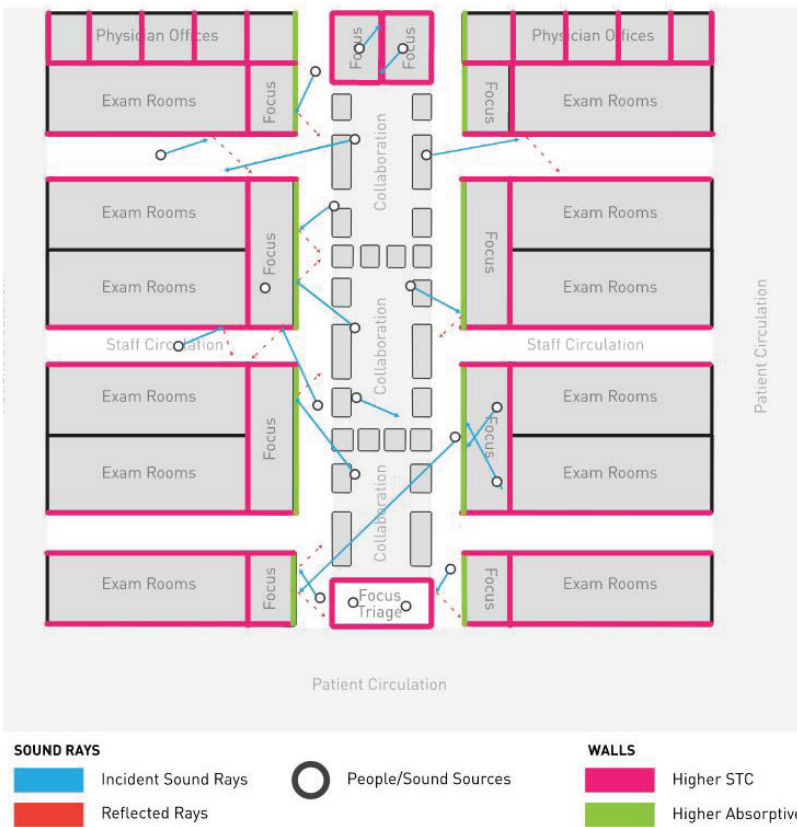 Physician Offices
Focus
Focus
Physician Offices
Exam Rooms
Focus
Focus
Exam Rooms
Collaboration
Exam Rooms
Exam Rooms
Focus
Focus
Exam Rooms
Exam Rooms
Collaboration
Patient Circulation
Staff Circulation
Staff Circulation
Exam Rooms
Exam Rooms
Focus
Focus
Exam Rooms
Exam Rooms
Collaboration
Exam Rooms
Focus
Focus
Triage
Focus
Exam Rooms
Patient Circulation
SOUND RAYS
WALLS
Incident Sound Rays
People/Sound Sources
Higher STC
Reflected Rays
Higher Absorptive